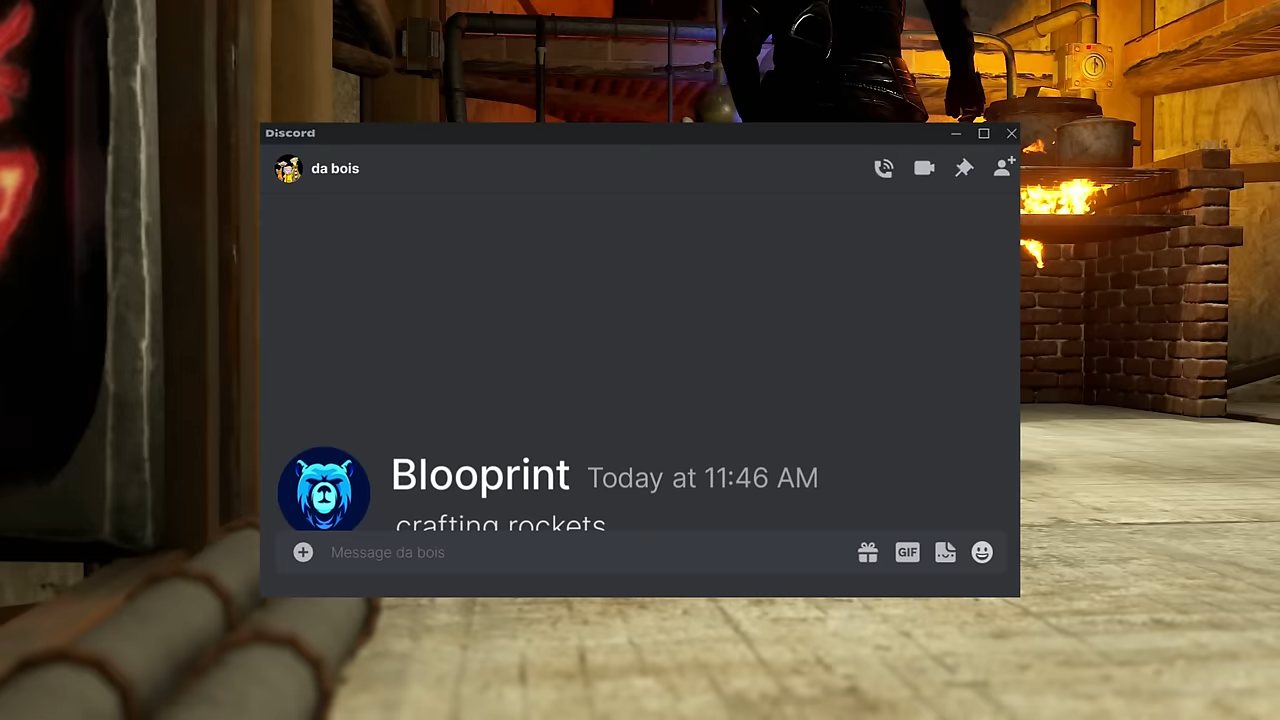 Discord
da bois
Blooprint Today at 11:46 AM
crafting rockets
Message da bois
GIF